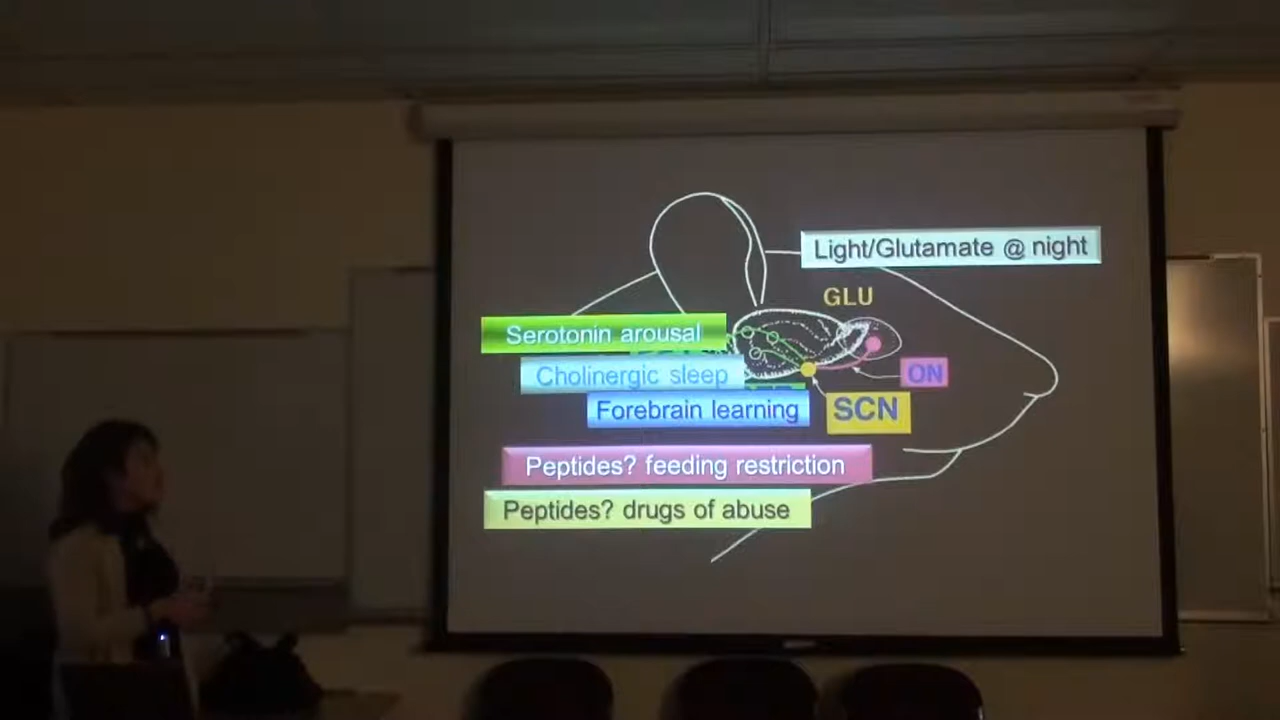 Light/Glutamate @ night
GLU
Serotonin arousal
Cholinergic sleep
ON
Forebrain learning
SCN
Peptides? feeding restriction
Peptides? drugs of abuse